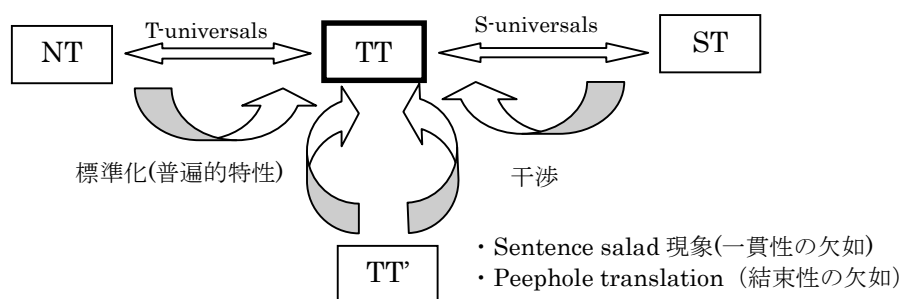 T-universals
S-universals
NT
TT
ST
標準化(普遍的特性)
干渉
・Sentence salad 現象(一貫性の欠如)
・Peephole translation（結束性の欠如）
TT’